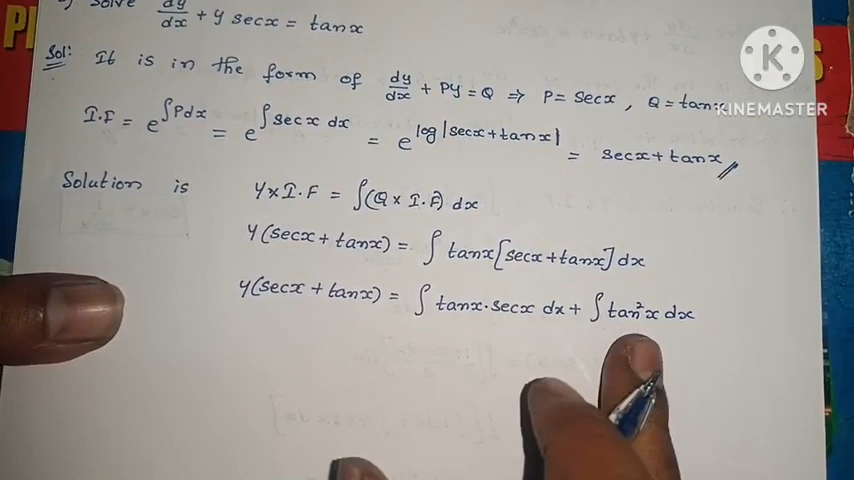 Solve dy/dx + y secx = tanx
Sol: It is in the form of dy/dx + Py = Q ⇒ P = secx , Q = tanx
KINEMASTER
I.F = e^∫Pdx = e^∫secx dx = e^log|secx+tanx| = secx+tanx
Solution is y×I.F = ∫(Q × I.F) dx
y(secx+tanx) = ∫ tanx[secx+tanx]dx
y(secx+tanx) = ∫ tanx·secx dx + ∫ tan²x dx